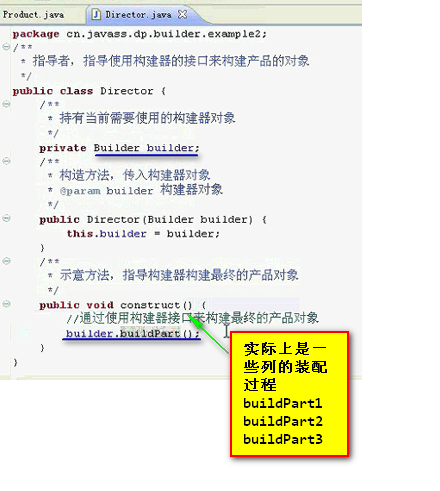 Product.java Director.java
package cn.javass.dp.builder.example2;
/**
 * 指导者，指导使用构建器的接口来构建产品的对象
 */
public class Director {
/**
 * 持有当前需要使用的构建器对象
 */
private Builder builder;
/**
 * 构造方法，传入构建器对象
 * @param builder 构建器对象
 */
public Director(Builder builder) {
this.builder = builder;
}
/**
 * 示意方法，指导构建器构建最终的产品对象
 */
public void construct() {
//通过使用构建器接口来构建最终的产品对象
builder.buildPart();
}
}
实际上是一
些列的装配
过程
buildPart1
buildPart2
buildPart3